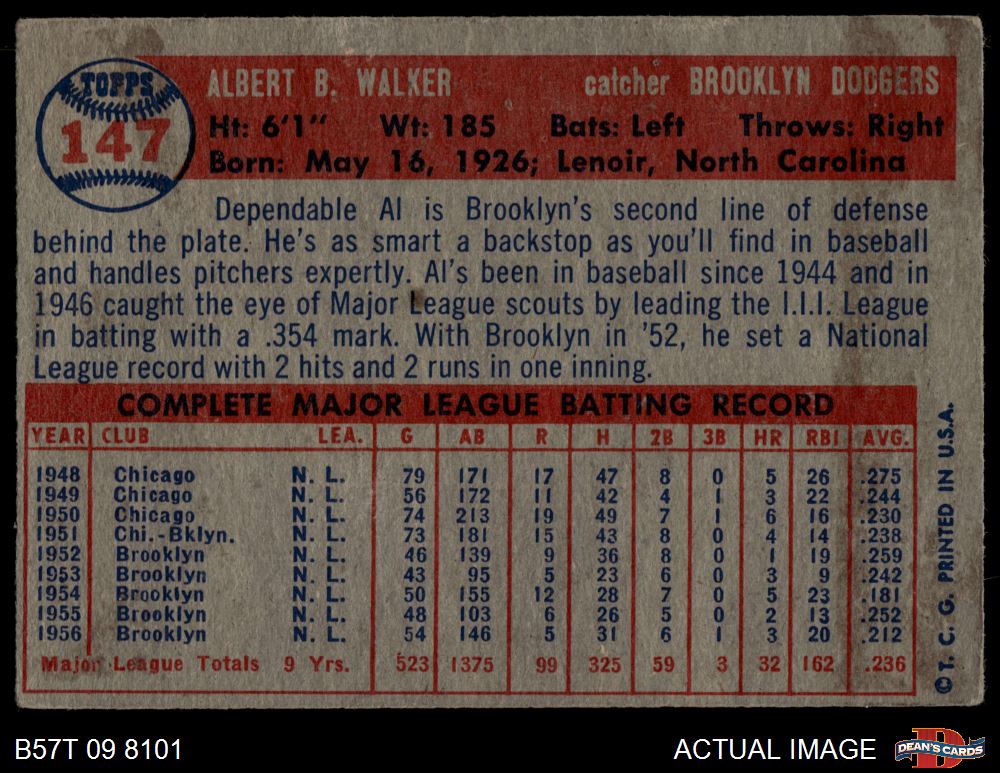 TOPPS
147
ALBERT B. WALKER catcher BROOKLYN DODGERS
Ht: 6'1" Wt: 185 Bats: Left Throws: Right
Born: May 16, 1926; Lenoir, North Carolina
Dependable Al is Brooklyn's second line of defense
behind the plate. He's as smart a backstop as you'll find in baseball
and handles pitchers expertly. Al's been in baseball since 1944 and in
1946 caught the eye of Major League scouts by leading the I.I.I. League
in batting with a .354 mark. With Brooklyn in '52, he set a National
League record with 2 hits and 2 runs in one inning.
COMPLETE MAJOR LEAGUE BATTING RECORD
YEAR CLUB LEA. G AB R H 2B 3B HR RBI AVG.
1948 Chicago N. L. 79 171 17 47 8 0 5 26 .275
1949 Chicago N. L. 56 172 11 42 4 1 3 22 .244
1950 Chicago N. L. 74 213 19 49 7 1 6 16 .230
1951 Chi.-Bklyn. N. L. 73 181 15 43 8 0 4 14 .238
1952 Brooklyn N. L. 46 139 9 36 8 0 1 19 .259
1953 Brooklyn N. L. 43 95 5 23 6 0 3 9 .242
1954 Brooklyn N. L. 50 155 12 28 7 0 5 23 .181
1955 Brooklyn N. L. 48 103 6 26 5 0 2 13 .252
1956 Brooklyn N. L. 54 146 5 31 6 1 3 20 .212
Major League Totals 9 Yrs. 523 1375 99 325 59 3 32 162 .236
© T. C. G. PRINTED IN U.S.A.
B57T 09 8101 ACTUAL IMAGE
DEAN'S CARDS